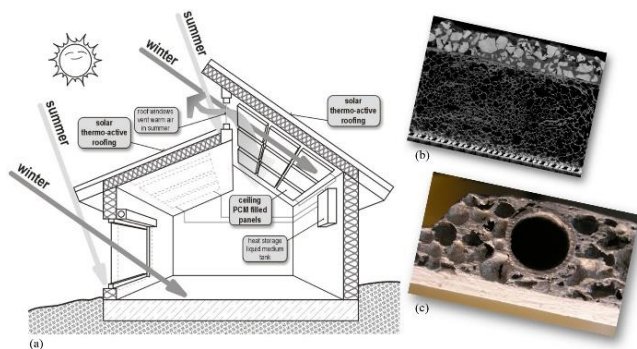 summer
winter
roof windows
vent warm air
in summer
solar
thermo-active
roofing
solar
thermo-active
roofing
summer
winter
ceiling
PCM filled
panels
heat storage
liquid medium
tank
(a)
(b)
(c)